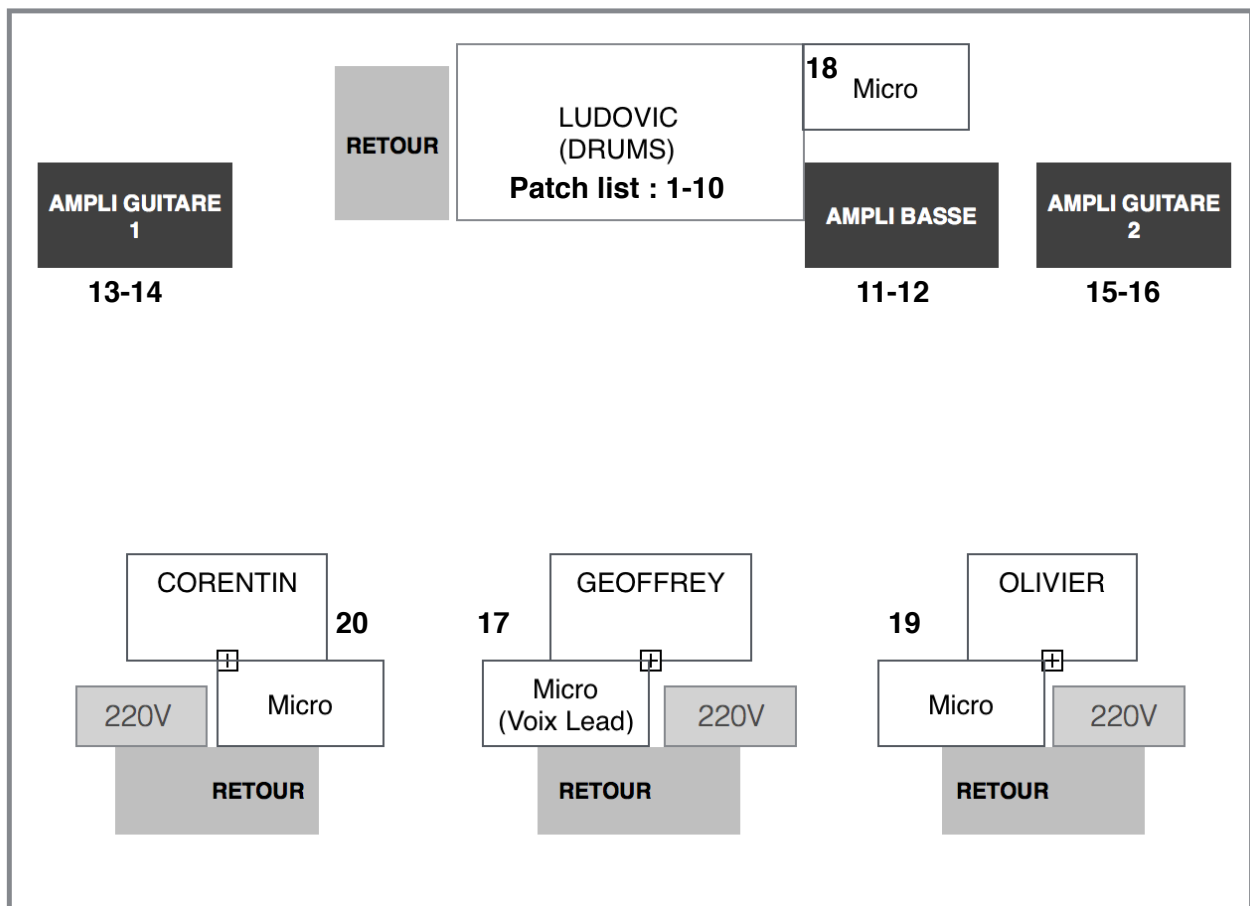 18
Micro
LUDOVIC
(DRUMS)
Patch list : 1-10
RETOUR
AMPLI GUITARE
1
13-14
AMPLI BASSE
11-12
AMPLI GUITARE
2
15-16
CORENTIN
20
220V
Micro
RETOUR
GEOFFREY
17
Micro
(Voix Lead)
220V
RETOUR
OLIVIER
19
Micro
220V
RETOUR